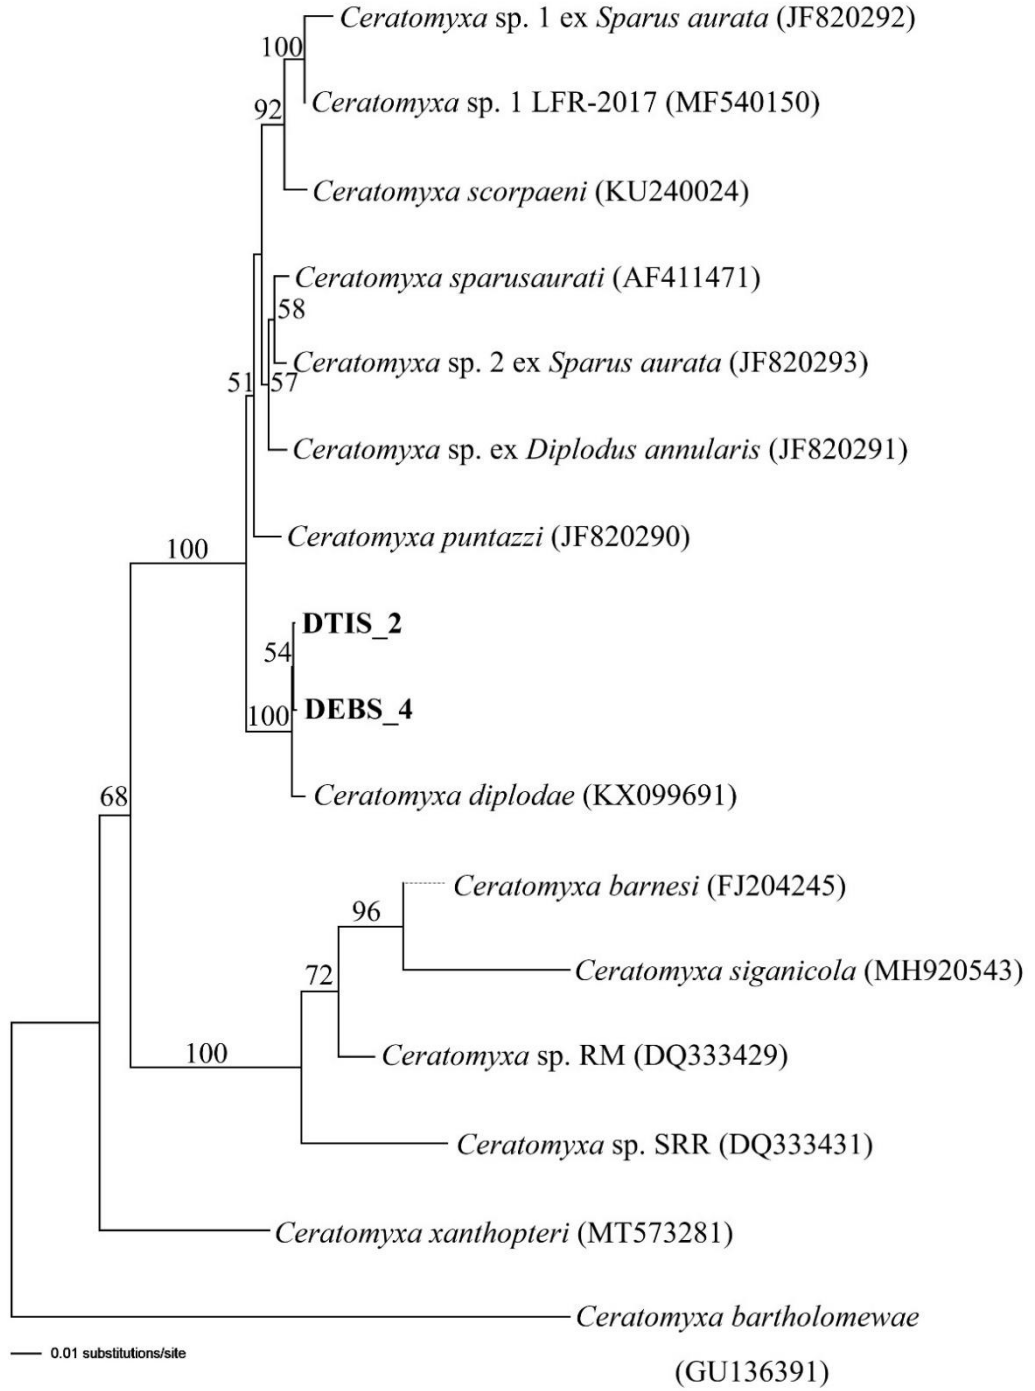 Ceratomyxa sp. 1 ex Sparus aurata (JF820292)
100
Ceratomyxa sp. 1 LFR-2017 (MF540150)
92
Ceratomyxa scorpaeni (KU240024)
Ceratomyxa sparusaurati (AF411471)
58
Ceratomyxa sp. 2 ex Sparus aurata (JF820293)
51 57
Ceratomyxa sp. ex Diplodus annularis (JF820291)
Ceratomyxa puntazzi (JF820290)
100
DTIS_2
54
DEBS_4
100
Ceratomyxa diplodae (KX099691)
68
Ceratomyxa barnesi (FJ204245)
96
Ceratomyxa siganicola (MH920543)
72
Ceratomyxa sp. RM (DQ333429)
100
Ceratomyxa sp. SRR (DQ333431)
Ceratomyxa xanthopteri (MT573281)
Ceratomyxa bartholomewae
0.01 substitutions/site
(GU136391)